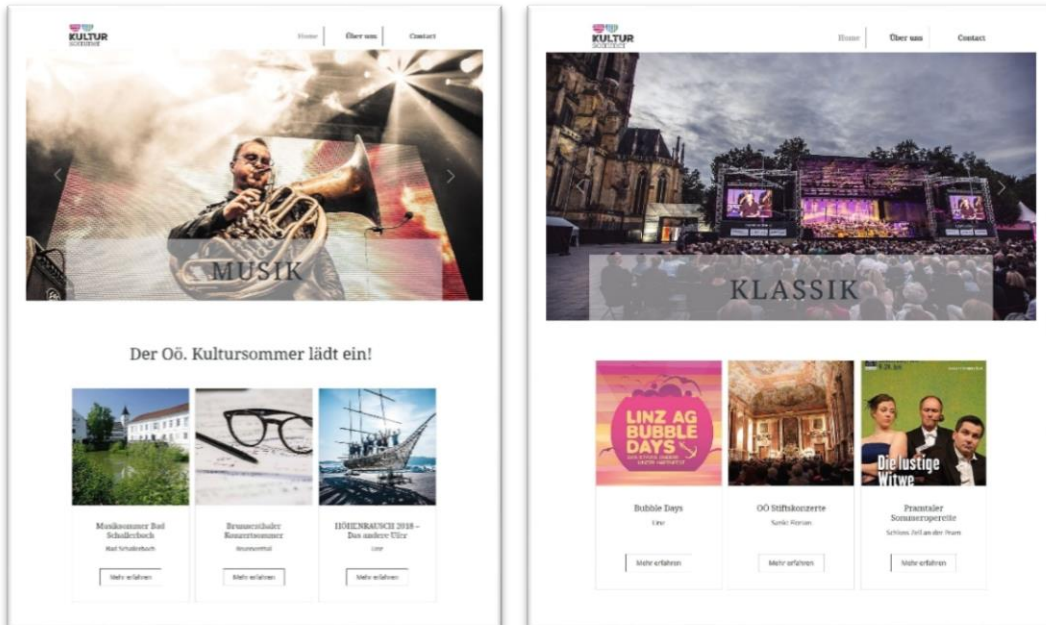 KULTUR
sommer
Home
Über uns
Contact
MUSIK
Der Oö. Kultursommer lädt ein!
Musiksommer Bad
Schallerbach
Bad Schallerbach
Mehr erfahren
Brunnenthaler
Konzertsommer
Brunnenthal
Mehr erfahren
HÖHENRAUSCH 2018 –
Das andere Ufer
Linz
Mehr erfahren
KULTUR
sommer
Home
Über uns
Contact
KLASSIK
LINZ AG
BUBBLE
DAYS
Die lustige
Witwe
Bubble Days
Linz
Mehr erfahren
OÖ Stiftskonzerte
Sankt Florian
Mehr erfahren
Pramtaler
Sommeroperette
Schloss Zell an der Pram
Mehr erfahren